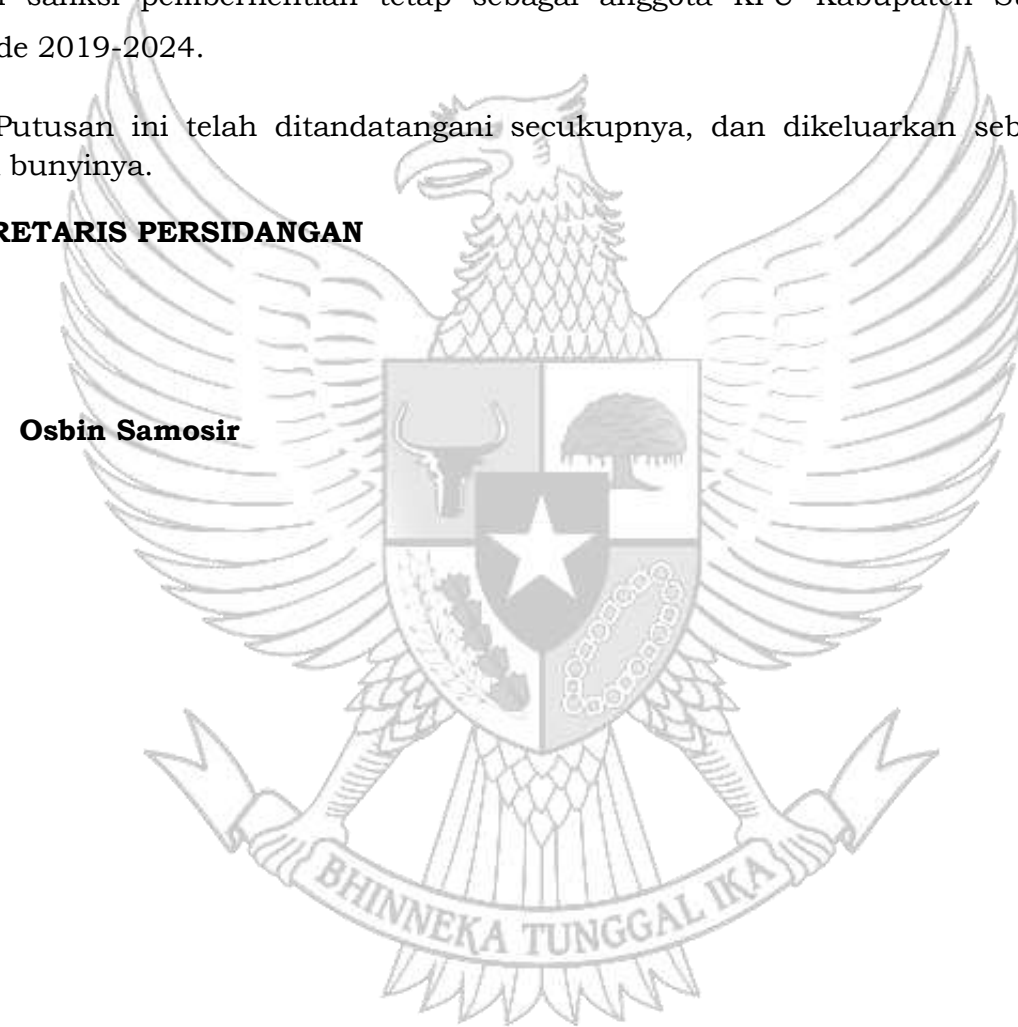 sanksi pemberhentian tetap sebagai anggota KPU Kabupaten
de 2019-2024.
Putusan ini telah ditandatangani secukupnya, dan dikeluarkan seb
bunyinya.
RETARIS PERSIDANGAN
Osbin Samosir
BHINNEKA TUNGGAL IKA